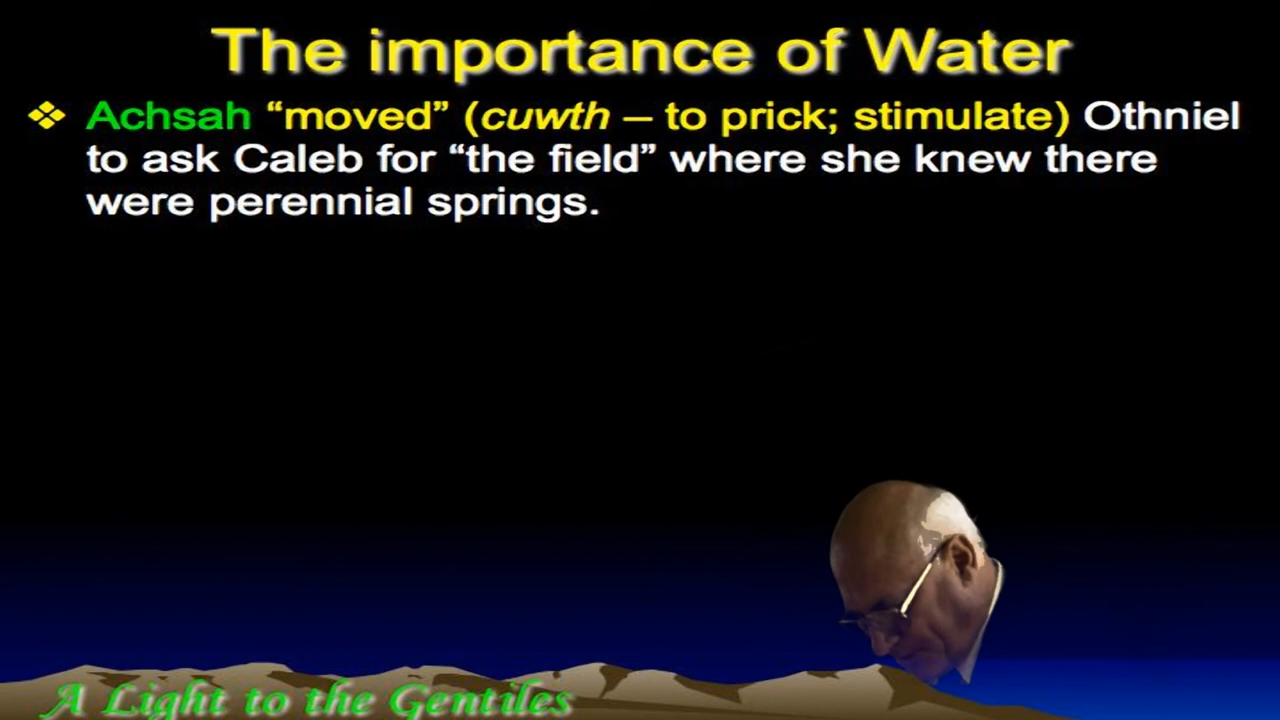 The importance of Water
Achsah “moved” (cuwth – to prick; stimulate) Othniel
to ask Caleb for “the field” where she knew there
were perennial springs.
A Light to the Gentiles